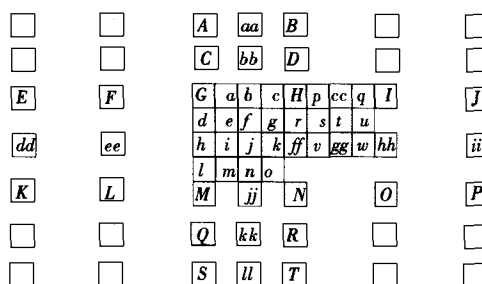 A aa B
C bb D
E F G a b c H p cc q I J
d e f g r s t u
dd ee h i j k ff v gg w hh ii
l m n o
K L M jj N O P
Q kk R
S ll T